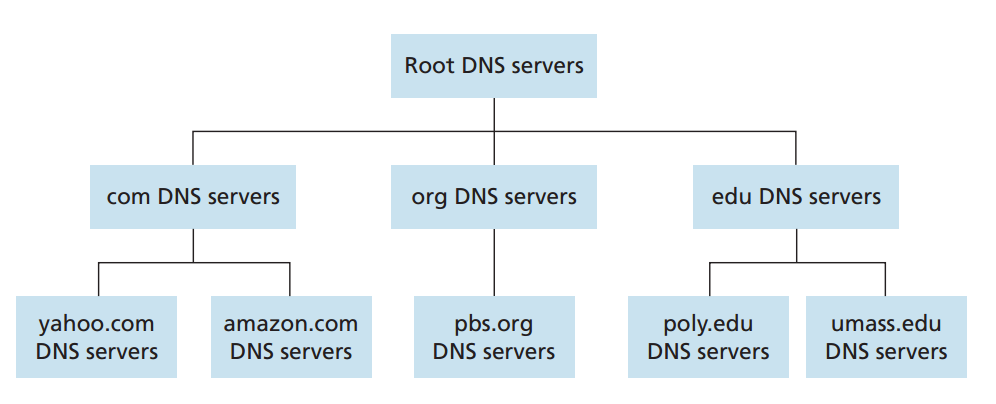 Root DNS servers
com DNS servers
org DNS servers
edu DNS servers
yahoo.com
DNS servers
amazon.com
DNS servers
pbs.org
DNS servers
poly.edu
DNS servers
umass.edu
DNS servers